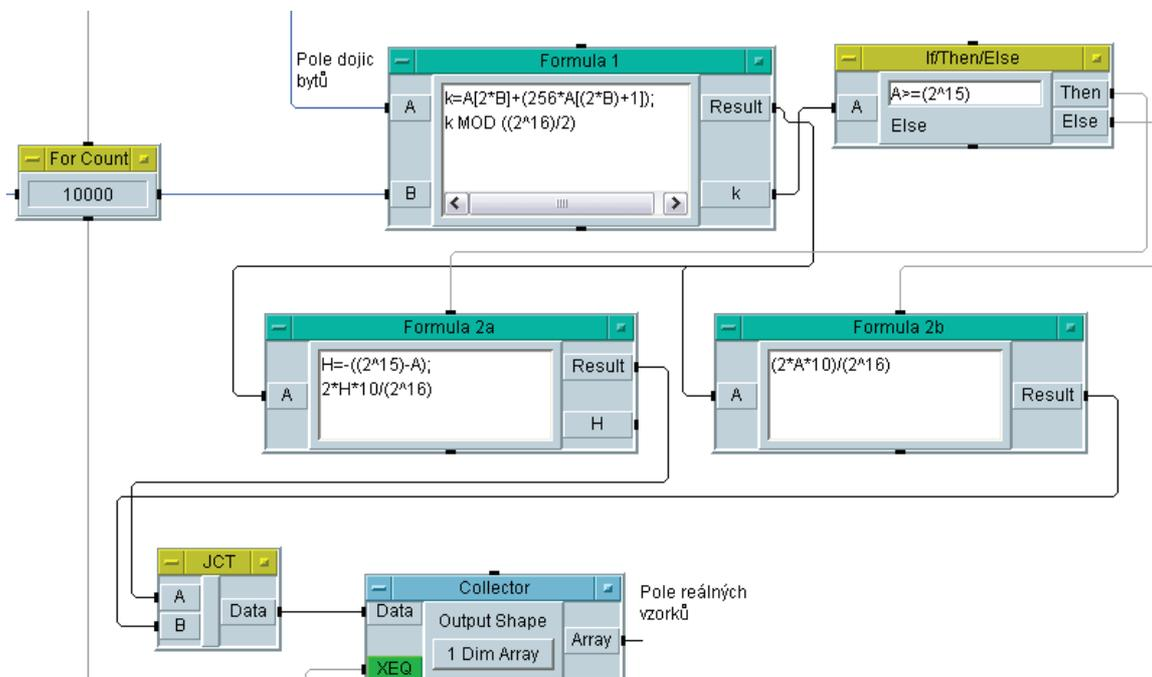 Pole dojic
bytů
For Count
10000
Formula 1
A
B
k=A[2*B]+(256*A[(2*B)+1]);
k MOD ((2^16)/2)
Result
k
If/Then/Else
A
A>=(2^15)
Else
Then
Else
Formula 2a
A
H=-((2^15)-A);
2*H*10/(2^16)
Result
H
Formula 2b
A
(2*A*10)/(2^16)
Result
JCT
A
B
Data
Collector
Data
XEQ
Output Shape
1 Dim Array
Array
Pole reálných
vzorků